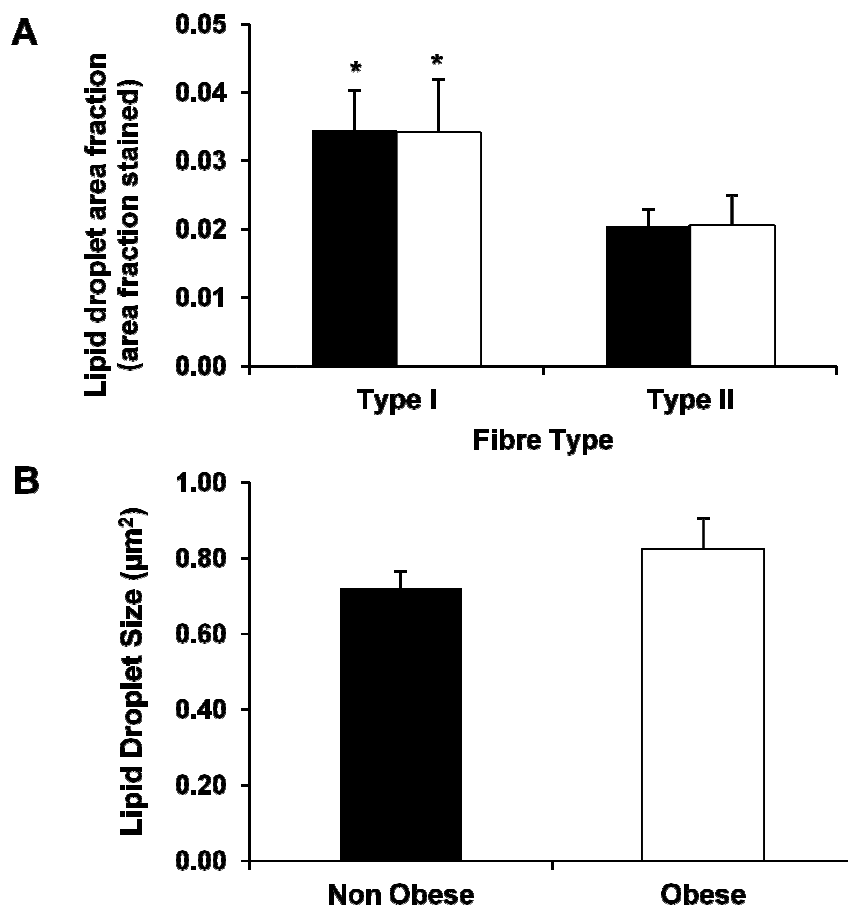 A
Lipid droplet area fraction
(area fraction stained)
0.05
0.04
0.03
0.02
0.01
0.00
* *
Type I Type II
Fibre Type
B
Lipid Droplet Size (µm²)
1.00
0.80
0.60
0.40
0.20
0.00
Non Obese Obese